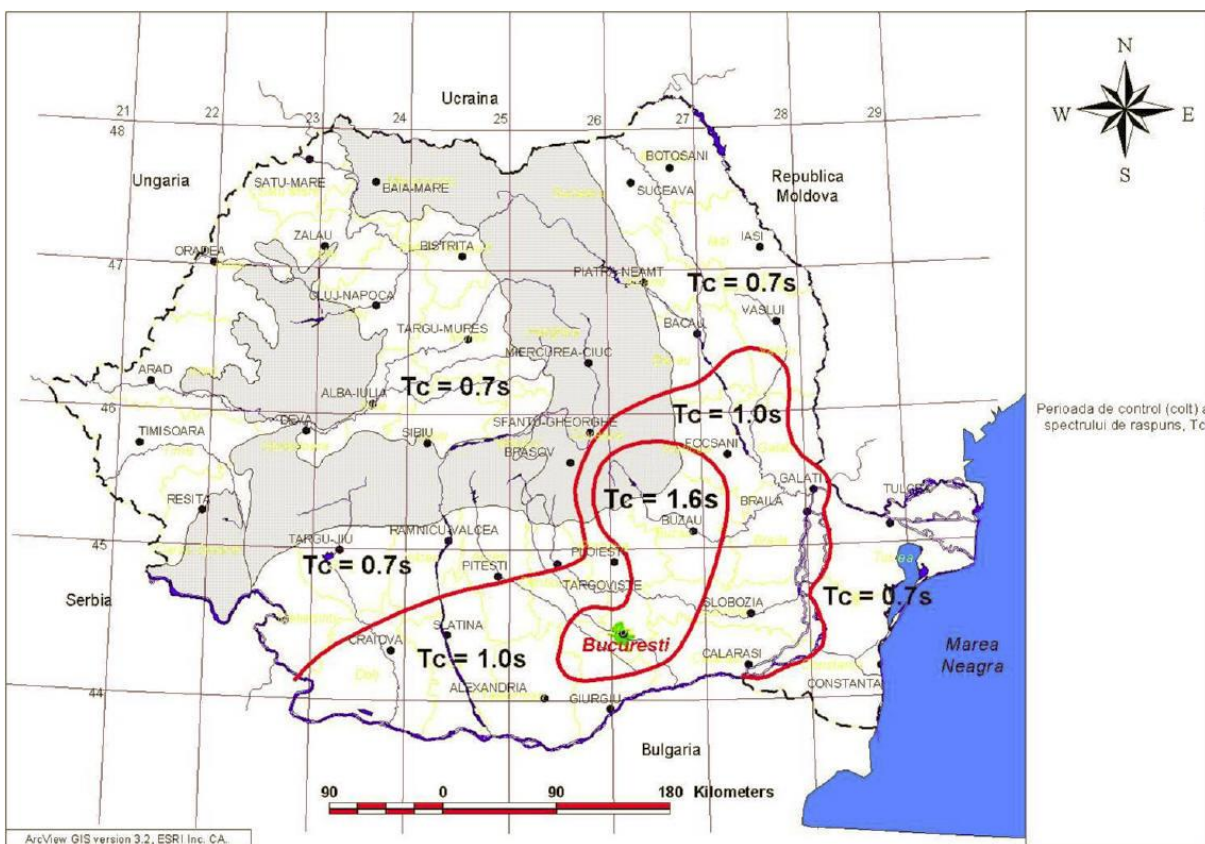 N
W E
S
Ucraina
21 22 23 24 25 26 27 28 29
48
BOTOSANI
SATU-MARE
BAIA-MARE
SUCEAVA
Ungaria
Republica
Moldova
ZALAU
IASI
ORADEA
BISTRITA
47
PIATRA-NEAMT
Tc = 0.7s
CLUJ-NAPOCA
VASLUI
TARGU-MURES
BACAU
MIERCUREA-CIUC
ARAD
Tc = 0.7s
ALBA-IULIA
46
Tc = 1.0s
Perioada de control (colt) a
spectrului de raspuns, Tc
DEVA
SFANTU-GHEORGHE
TIMISOARA
SIBIU
BRASOV
FOCSANI
GALATI
TULCEA
RESITA
Tc = 1.6s
BRAILA
BUZAU
RAMNICU-VALCEA
45
TARGU-JIU
PLOIESTI
Tulcea
Tc = 0.7s
PITESTI
TARGOVISTE
Serbia
SLOBOZIA
Tc = 0.7s
SLATINA
CRAIOVA
Bucuresti
Marea
Neagra
Tc = 1.0s
CALARASI
Dolj
44
ALEXANDRIA
GIURGIU
CONSTANTA
Bulgaria
90 0 90 180 Kilometers
ArcView GIS version 3.2, ESRI Inc. CA.